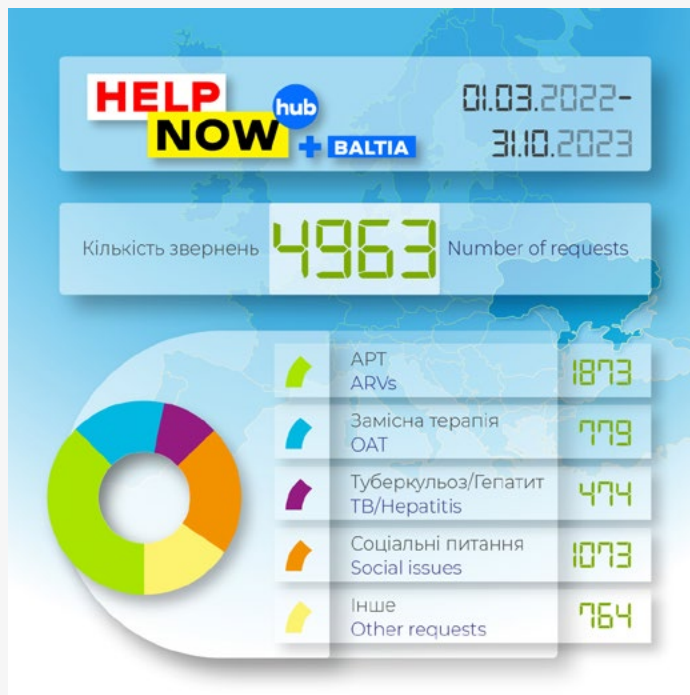 HELP
NOW hub
+ BALTIA
01.03.2022-
31.10.2023
Кількість звернень 4963 Number of requests
АРТ
ARVs
1873
Замісна терапія
OAT
779
Туберкульоз/Гепатит
TB/Hepatitis
474
Соціальні питання
Social issues
1073
Інше
Other requests
764